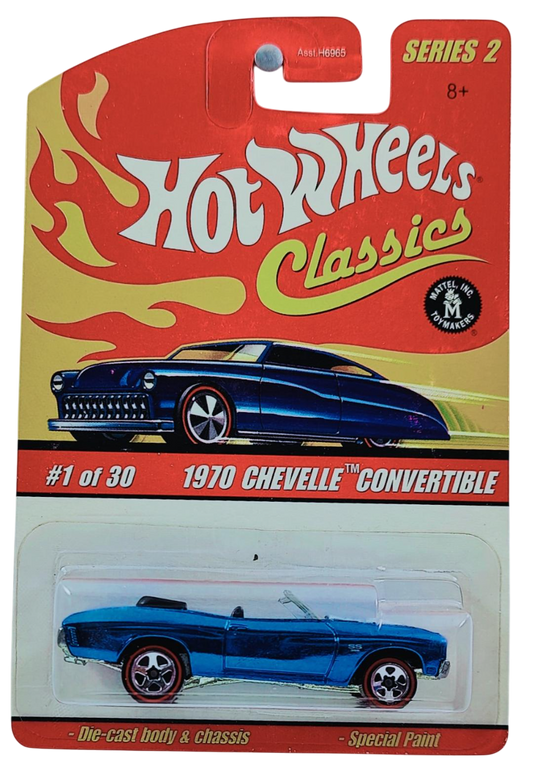 Asst.H6965
SERIES 2
8+
HOT WHEELS®
Classics
MATTEL, INC.
M
TOYMAKERS
®
#1 of 30
1970 CHEVELLE™ CONVERTIBLE
SS
- Die-cast body & chassis
- Special Paint